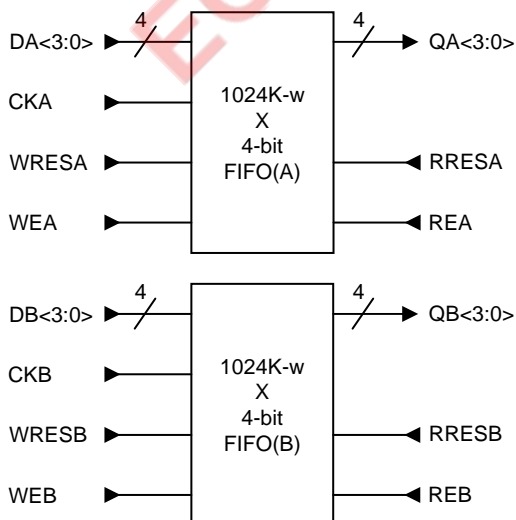 4 4
DA<3:0> QA<3:0>
CKA
1024K-w
X
4-bit
FIFO(A)
WRESA RRESA
WEA REA
4 4
DB<3:0> QB<3:0>
CKB
1024K-w
X
4-bit
FIFO(B)
WRESB RRESB
WEB REB